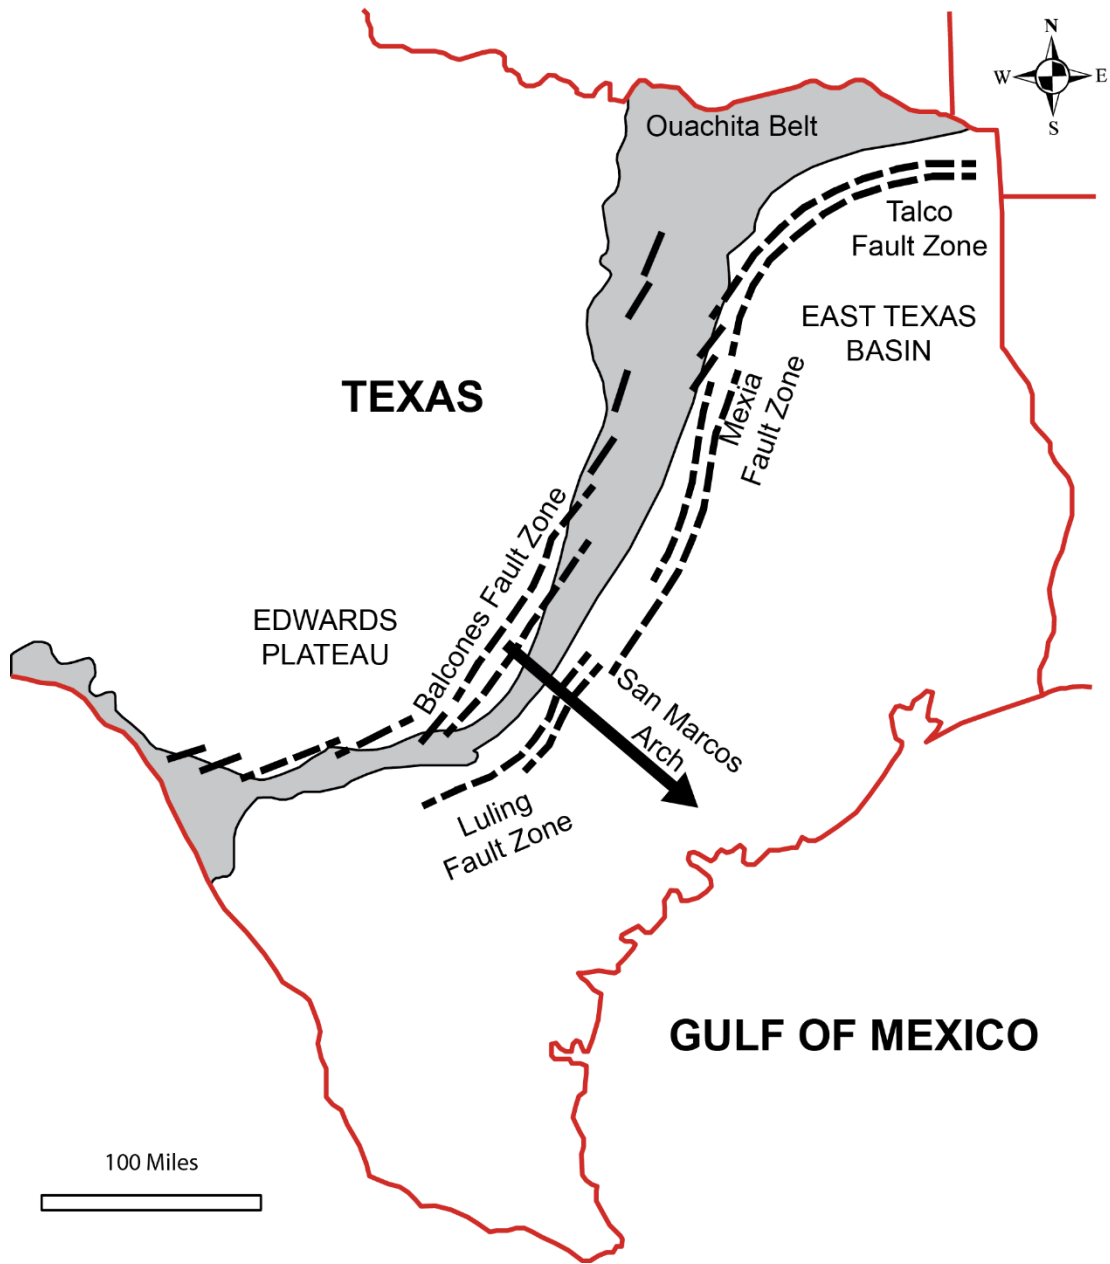 N
W
E
S
Ouachita Belt
Talco
Fault Zone
EAST TEXAS
BASIN
TEXAS
Mexia
Fault Zone
Balcones Fault Zone
EDWARDS
PLATEAU
San Marcos
Arch
Luling
Fault Zone
GULF OF MEXICO
100 Miles